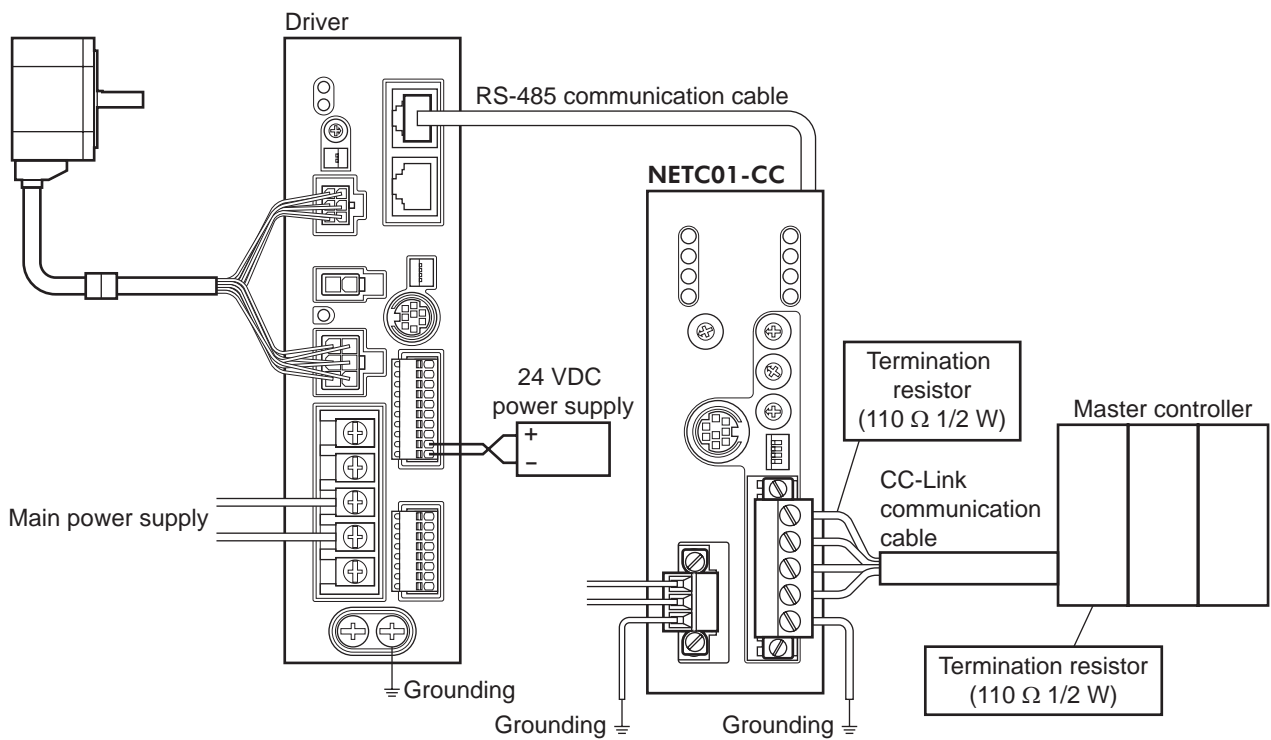 Driver
RS-485 communication cable
NETC01-CC
24 VDC
power supply
+
−
Termination
resistor
(110 Ω 1/2 W)
Master controller
CC-Link
communication
cable
Main power supply
Termination resistor
(110 Ω 1/2 W)
Grounding
Grounding
Grounding